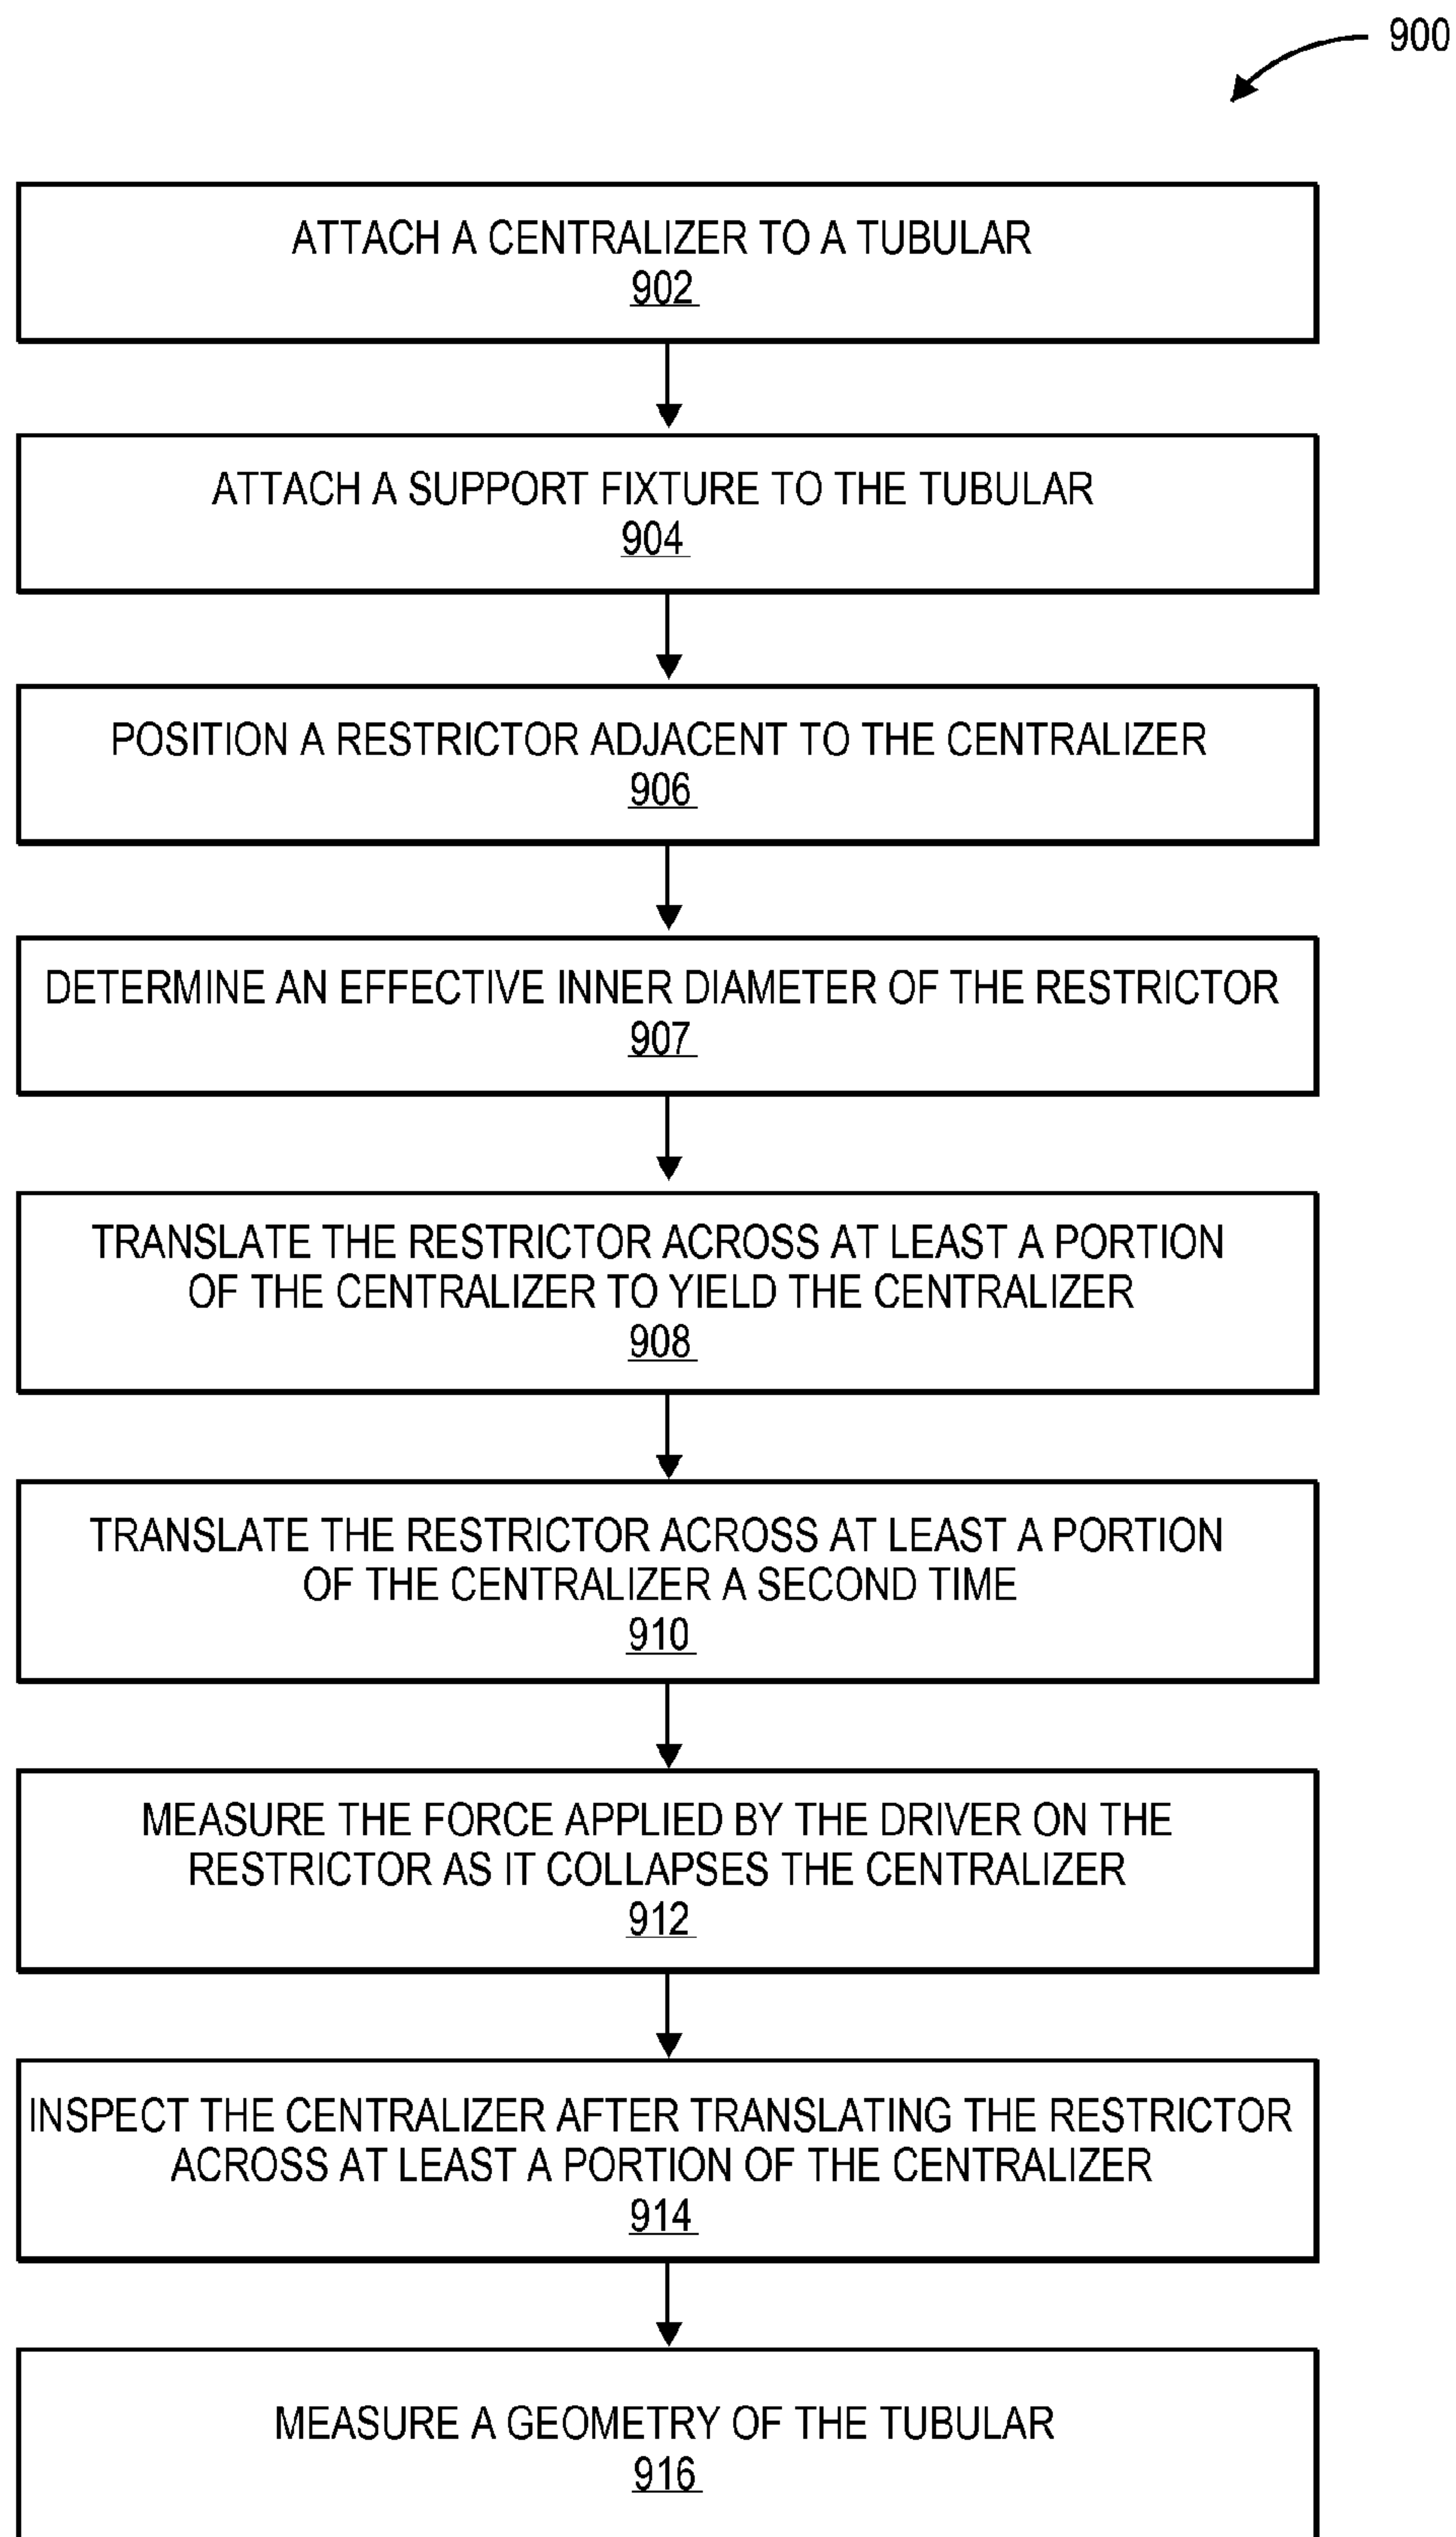 900
ATTACH A CENTRALIZER TO A TUBULAR
902
ATTACH A SUPPORT FIXTURE TO THE TUBULAR
904
POSITION A RESTRICTOR ADJACENT TO THE CENTRALIZER
906
DETERMINE AN EFFECTIVE INNER DIAMETER OF THE RESTRICTOR
907
TRANSLATE THE RESTRICTOR ACROSS AT LEAST A PORTION
OF THE CENTRALIZER TO YIELD THE CENTRALIZER
908
TRANSLATE THE RESTRICTOR ACROSS AT LEAST A PORTION
OF THE CENTRALIZER A SECOND TIME
910
MEASURE THE FORCE APPLIED BY THE DRIVER ON THE
RESTRICTOR AS IT COLLAPSES THE CENTRALIZER
912
INSPECT THE CENTRALIZER AFTER TRANSLATING THE RESTRICTOR
ACROSS AT LEAST A PORTION OF THE CENTRALIZER
914
MEASURE A GEOMETRY OF THE TUBULAR
916